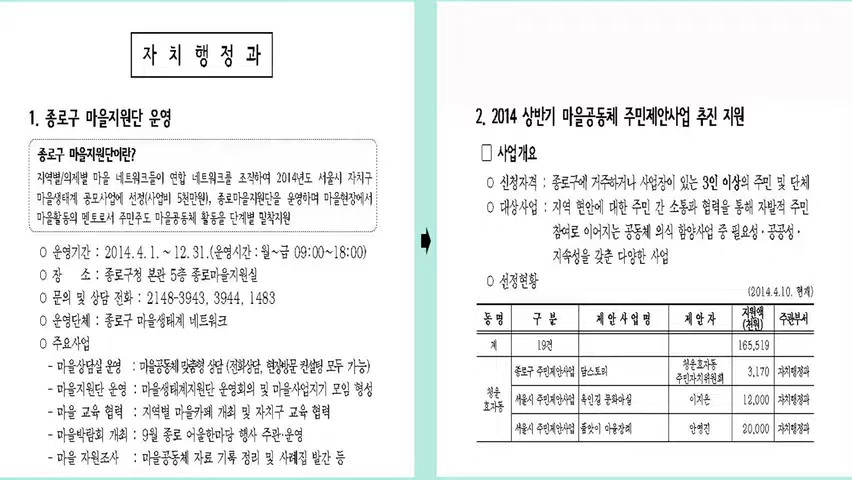 자치행정과
1. 종로구 마을지원단 운영
종로구 마을지원단이란?
지역별/의제별 마을 네트워크들이 연합 네트워크를 조직하여 2014년도 서울시 자치구
마을생태계 공모사업에 선정(사업비 5천만원), 종로마을지원단을 운영하며 마을현장에서
마을활동의 멘토로서 주민주도 마을공동체 활동을 단계별 밀착지원
○ 운영기간 : 2014. 4. 1. ~ 12. 31.(운영시간 : 월~금 09:00~18:00)
○ 장 소 : 종로구청 본관 5층 종로마을지원실
○ 문의 및 상담 전화 : 2148-3943, 3944, 1483
○ 운영단체 : 종로구 마을생태계 네트워크
○ 주요사업
- 마을상담실 운영 : 마을공동체 맞춤형 상담 (전화상담, 현장방문 컨설팅 모두 가능)
- 마을지원단 운영 : 마을생태계지원단 운영회의 및 마을사업지기 모임 형성
- 마을 교육 협력 : 지역별 마을카페 개최 및 자치구 교육 협력
- 마을박람회 개최 : 9월 종로 어울한마당 행사 주관·운영
- 마을 자원조사 : 마을공동체 자료 기록 정리 및 사례집 발간 등
2. 2014 상반기 마을공동체 주민제안사업 추진 지원
□ 사업개요
○ 신청자격 : 종로구에 거주하거나 사업장이 있는 3인 이상의 주민 및 단체
○ 대상사업 : 지역 현안에 대한 주민 간 소통과 협력을 통해 자발적 주민
참여로 이어지는 공동체 의식 함양사업 중 필요성·공공성·
지속성을 갖춘 다양한 사업
○ 선정현황
(2014.4.10. 현재)
동 명 구 분 제 안 사 업 명 제 안 자 지원액(천원) 주관부서
계 19건 165,519
청운효자동 종로구 주민제안사업 담스토리 청운효자동 주민자치위원회 3,170 자치행정과
서울시 주민제안사업 옥인길 문화야실 이지은 12,000 자치행정과
서울시 주민제안사업 품앗이 마을장례 안영진 20,000 자치행정과